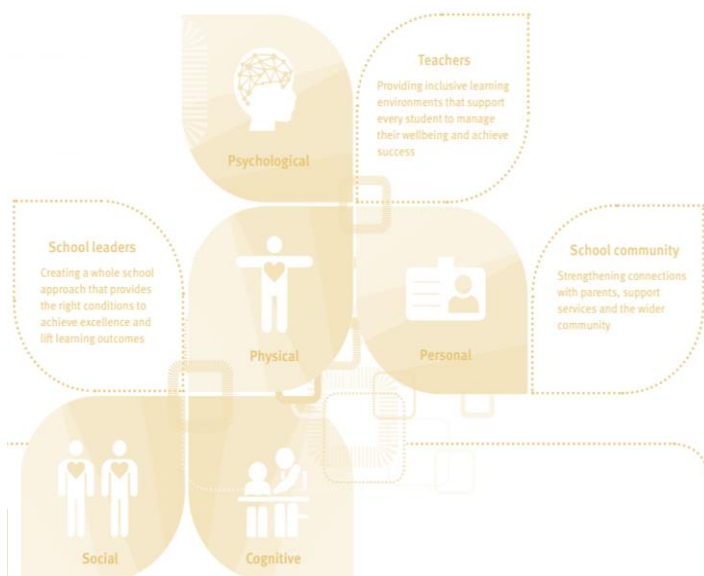 Teachers
Providing inclusive learning
environments that support
every student to manage
their wellbeing and achieve
success
Psychological
School leaders
Creating a whole school
approach that provides
the right conditions to
achieve excellence and
lift learning outcomes
School community
Strengthening connections
with parents, support
services and the wider
community
Physical
Personal
Social
Cognitive